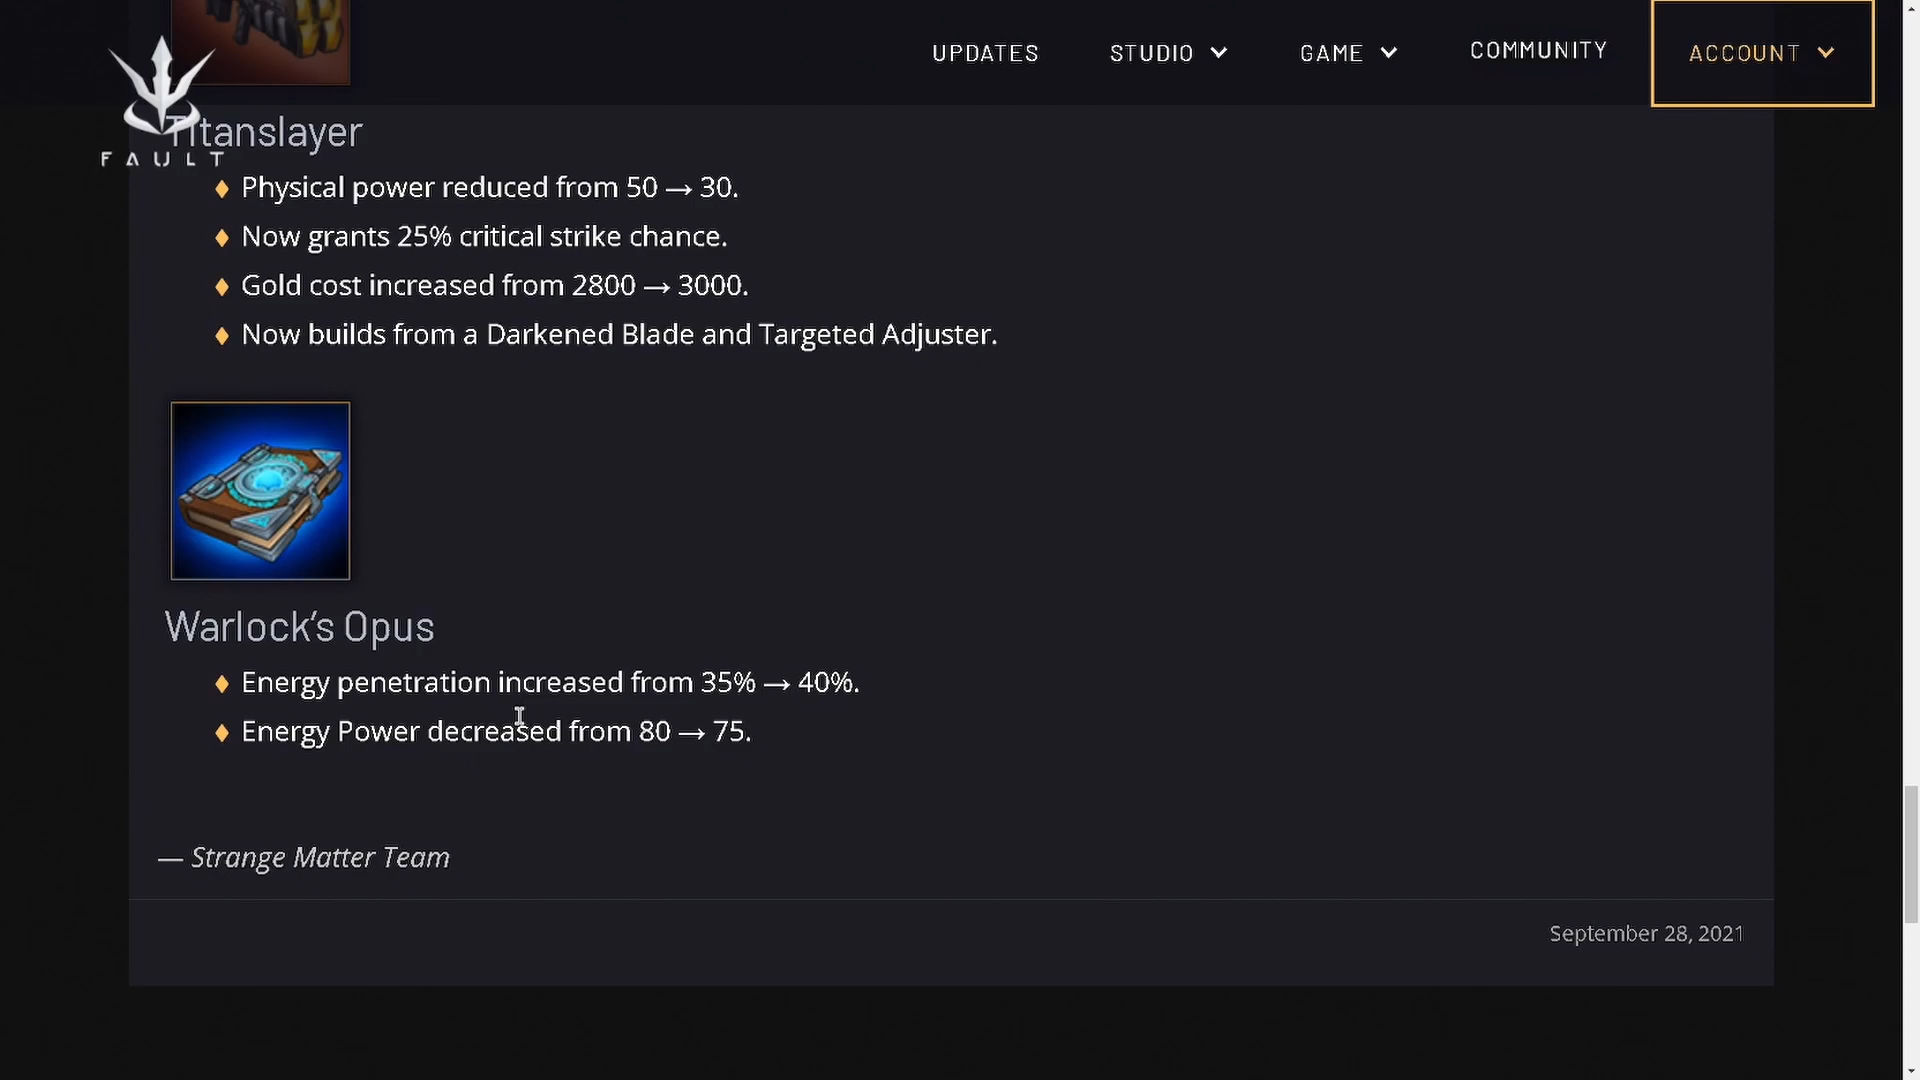 UPDATES STUDIO GAME COMMUNITY ACCOUNT
FAULT
Titanslayer
Physical power reduced from 50 → 30.
Now grants 25% critical strike chance.
Gold cost increased from 2800 → 3000.
Now builds from a Darkened Blade and Targeted Adjuster.
Warlock's Opus
Energy penetration increased from 35% → 40%.
Energy Power decreased from 80 → 75.
— Strange Matter Team
September 28, 2021